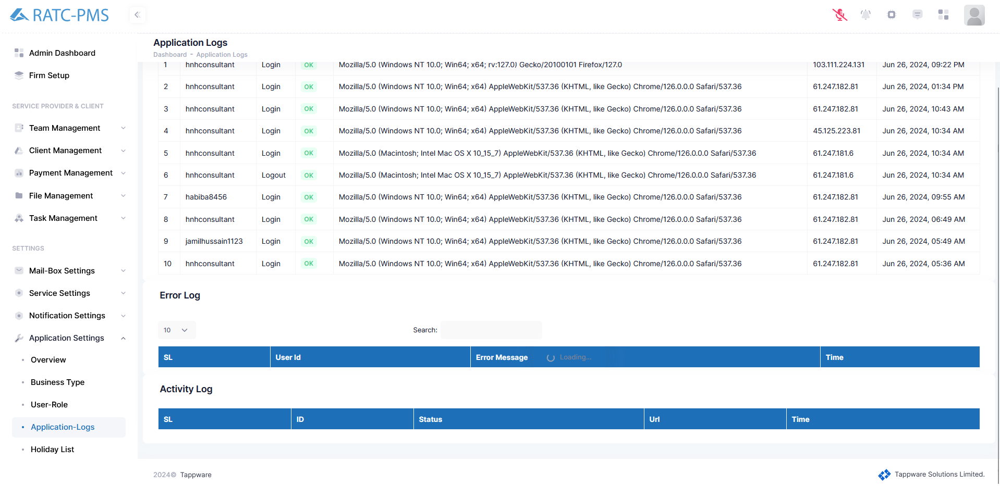 RATC-PMS
Admin Dashboard
Firm Setup
SERVICE PROVIDER & CLIENT
Team Management
Client Management
Payment Management
File Management
Task Management
SETTINGS
Mail-Box Settings
Service Settings
Notification Settings
Application Settings
Overview
Business Type
User-Role
Application-Logs
Holiday List
Application Logs
Dashboard - Application Logs
1 hnhconsultant Login OK Mozilla/5.0 (Windows NT 10.0; Win64; x64; rv:127.0) Gecko/20100101 Firefox/127.0 103.111.224.131 Jun 26, 2024, 09:22 PM
2 hnhconsultant Login OK Mozilla/5.0 (Windows NT 10.0; Win64; x64) AppleWebKit/537.36 (KHTML, like Gecko) Chrome/126.0.0.0 Safari/537.36 61.247.182.81 Jun 26, 2024, 01:34 PM
3 hnhconsultant Login OK Mozilla/5.0 (Windows NT 10.0; Win64; x64) AppleWebKit/537.36 (KHTML, like Gecko) Chrome/126.0.0.0 Safari/537.36 61.247.182.81 Jun 26, 2024, 10:43 AM
4 hnhconsultant Login OK Mozilla/5.0 (Windows NT 10.0; Win64; x64) AppleWebKit/537.36 (KHTML, like Gecko) Chrome/126.0.0.0 Safari/537.36 45.125.223.81 Jun 26, 2024, 10:34 AM
5 hnhconsultant Login OK Mozilla/5.0 (Macintosh; Intel Mac OS X 10_15_7) AppleWebKit/537.36 (KHTML, like Gecko) Chrome/126.0.0.0 Safari/537.36 61.247.181.6 Jun 26, 2024, 10:34 AM
6 hnhconsultant Logout OK Mozilla/5.0 (Macintosh; Intel Mac OS X 10_15_7) AppleWebKit/537.36 (KHTML, like Gecko) Chrome/126.0.0.0 Safari/537.36 61.247.181.6 Jun 26, 2024, 10:34 AM
7 habiba8456 Login OK Mozilla/5.0 (Windows NT 10.0; Win64; x64) AppleWebKit/537.36 (KHTML, like Gecko) Chrome/126.0.0.0 Safari/537.36 61.247.182.81 Jun 26, 2024, 09:55 AM
8 hnhconsultant Login OK Mozilla/5.0 (Windows NT 10.0; Win64; x64) AppleWebKit/537.36 (KHTML, like Gecko) Chrome/126.0.0.0 Safari/537.36 61.247.182.81 Jun 26, 2024, 06:49 AM
9 jamilhussain1123 Login OK Mozilla/5.0 (Windows NT 10.0; Win64; x64) AppleWebKit/537.36 (KHTML, like Gecko) Chrome/126.0.0.0 Safari/537.36 61.247.182.81 Jun 26, 2024, 05:49 AM
10 hnhconsultant Login OK Mozilla/5.0 (Windows NT 10.0; Win64; x64) AppleWebKit/537.36 (KHTML, like Gecko) Chrome/126.0.0.0 Safari/537.36 61.247.182.81 Jun 26, 2024, 05:36 AM
Error Log
10 Search:
SL User Id Error Message Loading... Time
Activity Log
SL ID Status Url Time
2024© Tappware
Tappware Solutions Limited.